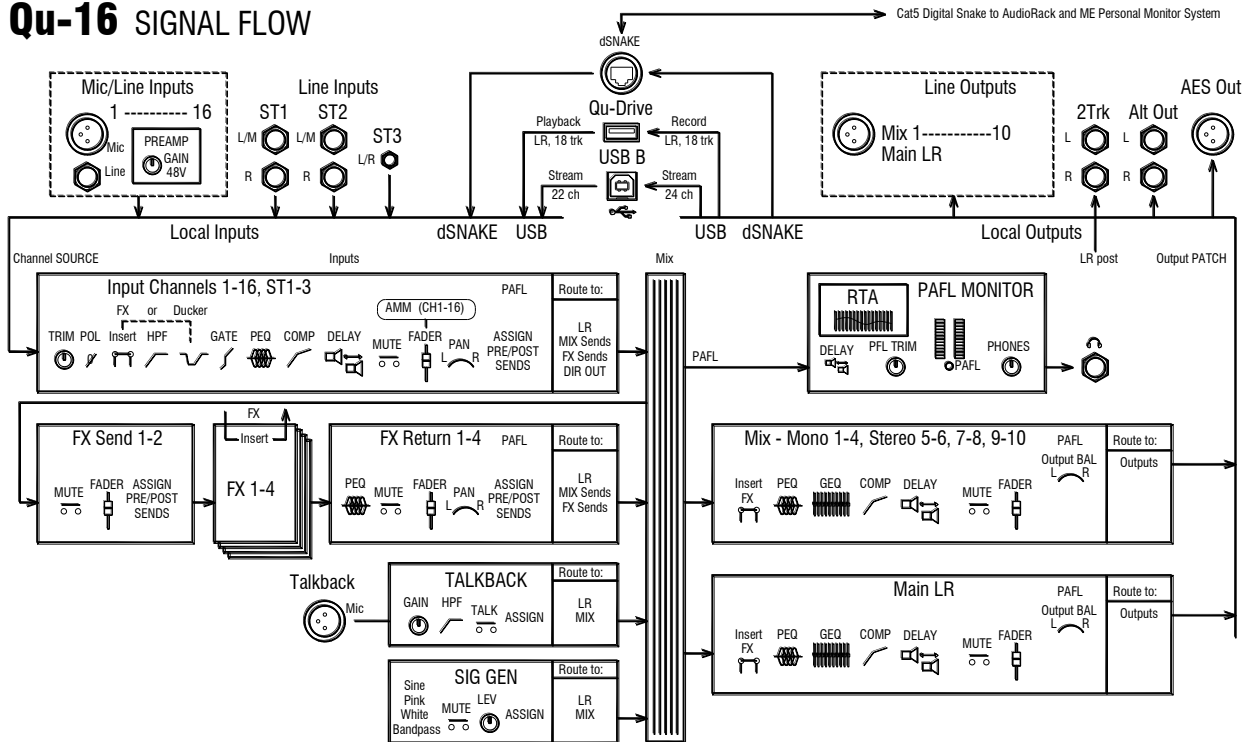 Qu-16 SIGNAL FLOW
Cat5 Digital Snake to AudioRack and ME Personal Monitor System
dSNAKE
Mic/Line Inputs
1 ---------- 16
Mic
Line
PREAMP
GAIN
48V
Line Inputs
ST1 ST2 ST3
L/M L/M L/R
R R
Qu-Drive
Playback
LR, 18 trk
Record
LR, 18 trk
USB B
Stream
22 ch
Stream
24 ch
Line Outputs
Mix 1-----------10
Main LR
2Trk Alt Out
L L
R R
AES Out
Local Inputs dSNAKE USB
USB dSNAKE Local Outputs
Channel SOURCE Inputs Mix LR post Output PATCH
Input Channels 1-16, ST1-3
PAFL
FX or Ducker
AMM (CH1-16)
TRIM POL Insert HPF GATE PEQ COMP DELAY MUTE FADER PAN
L R
ASSIGN
PRE/POST
SENDS
Route to:
LR
MIX Sends
FX Sends
DIR OUT
PAFL
RTA
PAFL MONITOR
DELAY PFL TRIM PAFL PHONES
FX
Insert
FX Send 1-2
MUTE FADER
ASSIGN
PRE/POST
SENDS
FX 1-4
FX Return 1-4
PAFL
PEQ MUTE FADER PAN
L R
ASSIGN
PRE/POST
SENDS
Route to:
LR
MIX Sends
FX Sends
Mix - Mono 1-4, Stereo 5-6, 7-8, 9-10
PAFL
Output BAL
L R
Insert
FX
PEQ GEQ COMP DELAY MUTE FADER
Route to:
Outputs
Talkback
Mic
TALKBACK
GAIN HPF TALK ASSIGN
Route to:
LR
MIX
Main LR
PAFL
Output BAL
L R
Insert
FX
PEQ GEQ COMP DELAY MUTE FADER
Route to:
Outputs
SIG GEN
Sine
Pink
White
Bandpass
MUTE LEV ASSIGN
Route to:
LR
MIX